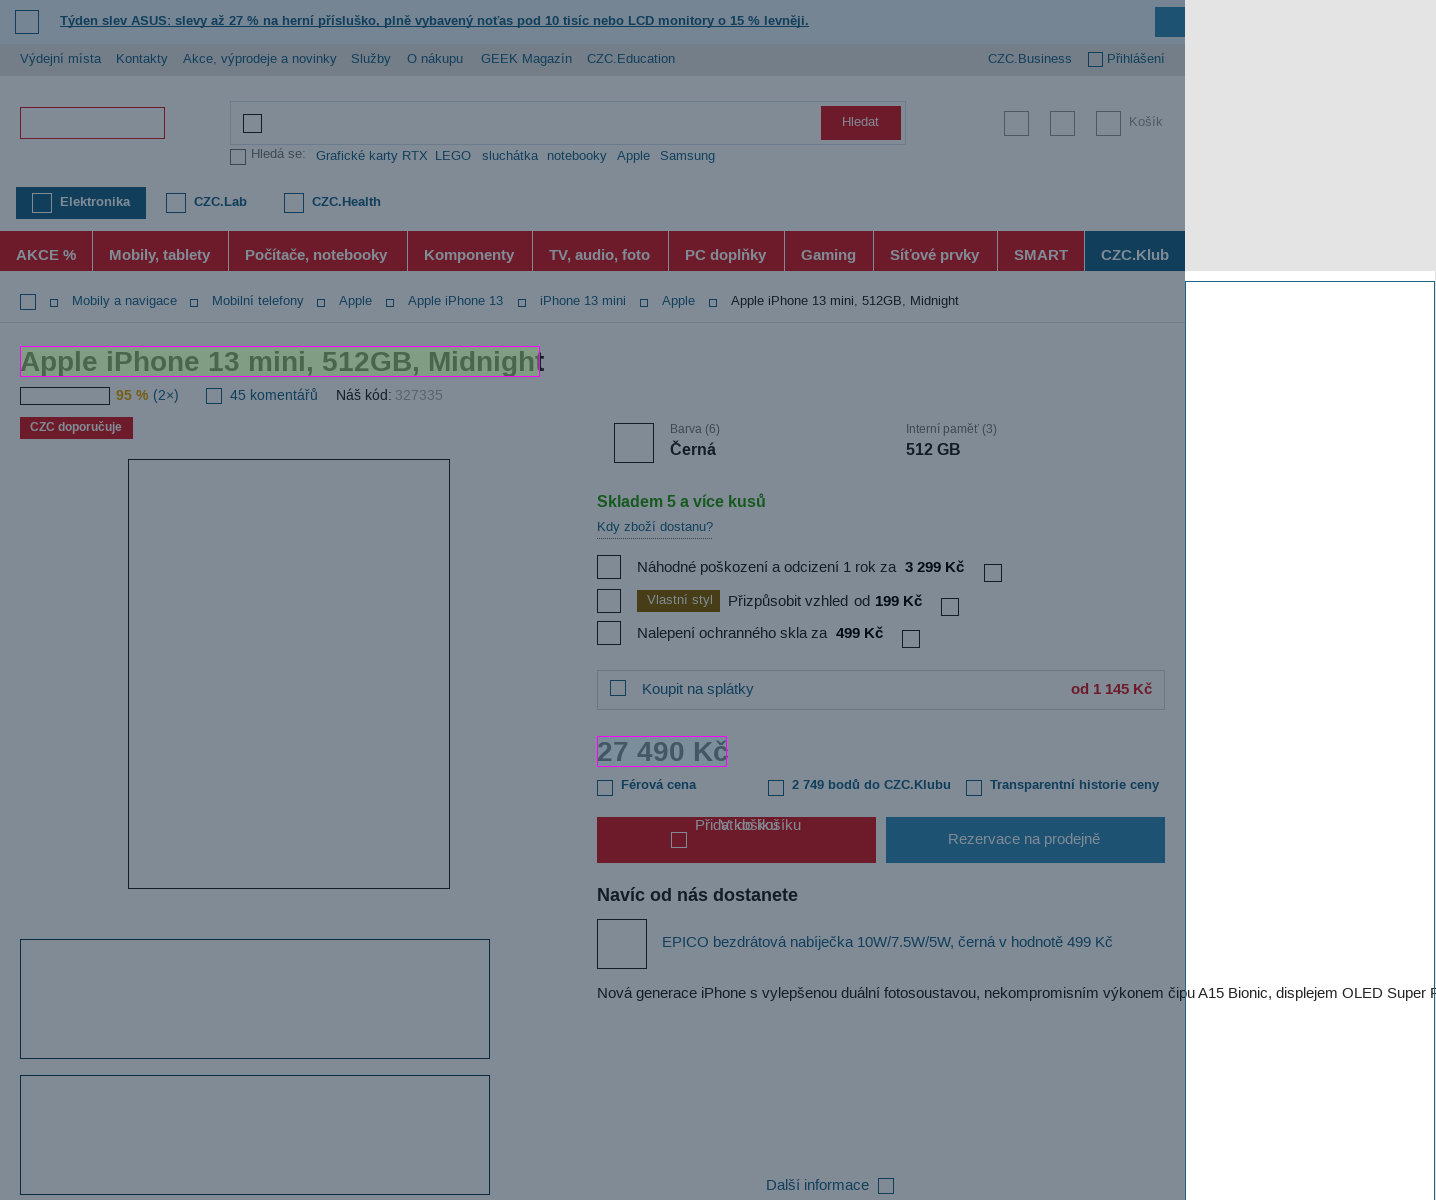 Týden slev ASUS: slevy až 27 % na herní přísluško, plně vybavený noťas pod 10 tisíc nebo LCD monitory o 15 % levněji.
Výdejní místa Kontakty Akce, výprodeje a novinky Služby O nákupu GEEK Magazín CZC.Education CZC.Business Přihlášení
Hledat Košík
Hledá se: Grafické karty RTX LEGO sluchátka notebooky Apple Samsung
Elektronika CZC.Lab CZC.Health
AKCE % Mobily, tablety Počítače, notebooky Komponenty TV, audio, foto PC doplňky Gaming Síťové prvky SMART CZC.Klub
Mobily a navigace Mobilní telefony Apple Apple iPhone 13 iPhone 13 mini Apple Apple iPhone 13 mini, 512GB, Midnight
Apple iPhone 13 mini, 512GB, Midnight
95 % (2×) 45 komentářů Náš kód: 327335
CZC doporučuje
Barva (6) Interní paměť (3)
Černá 512 GB
Skladem 5 a více kusů
Kdy zboží dostanu?
Náhodné poškození a odcizení 1 rok za 3 299 Kč
Vlastní styl Přizpůsobit vzhled od 199 Kč
Nalepení ochranného skla za 499 Kč
Koupit na splátky od 1 145 Kč
27 490 Kč
Férová cena 2 749 bodů do CZC.Klubu Transparentní historie ceny
Přidat do košíku V košíku
Rezervace na prodejně
Navíc od nás dostanete
EPICO bezdrátová nabíječka 10W/7.5W/5W, černá v hodnotě 499 Kč
Nová generace iPhone s vylepšenou duální fotosoustavou, nekompromisním výkonem čipu A15 Bionic, displejem OLED Super
Další informace